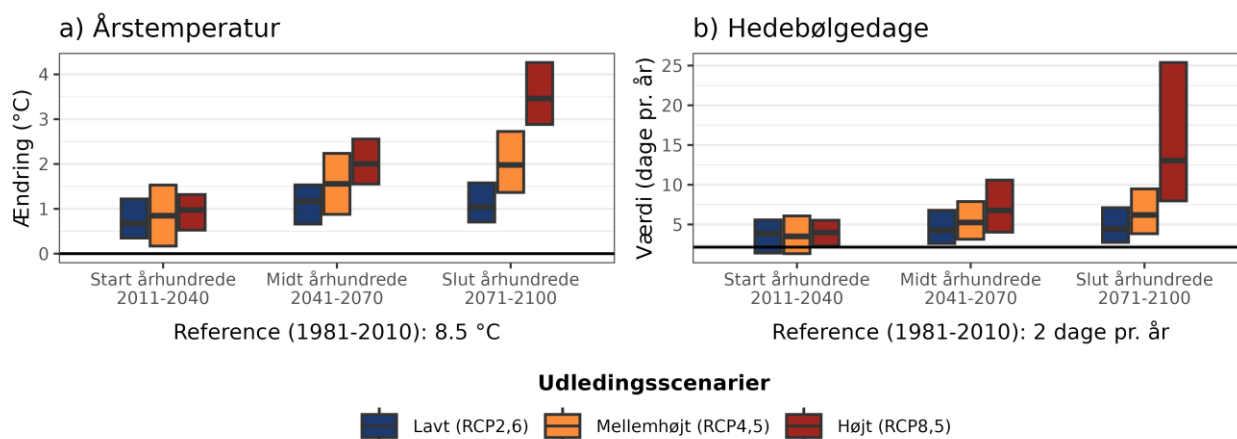 a) Årstemperatur
Ændring (°C)
4
3
2
1
0
Start århundrede
2011-2040
Midt århundrede
2041-2070
Slut århundrede
2071-2100
Reference (1981-2010): 8.5 °C
b) Hedebølgedage
Værdi (dage pr. år)
25
20
15
10
5
Start århundrede
2011-2040
Midt århundrede
2041-2070
Slut århundrede
2071-2100
Reference (1981-2010): 2 dage pr. år
Udledingsscenarier
Lavt (RCP2,6)
Mellemhøjt (RCP4,5)
Højt (RCP8,5)